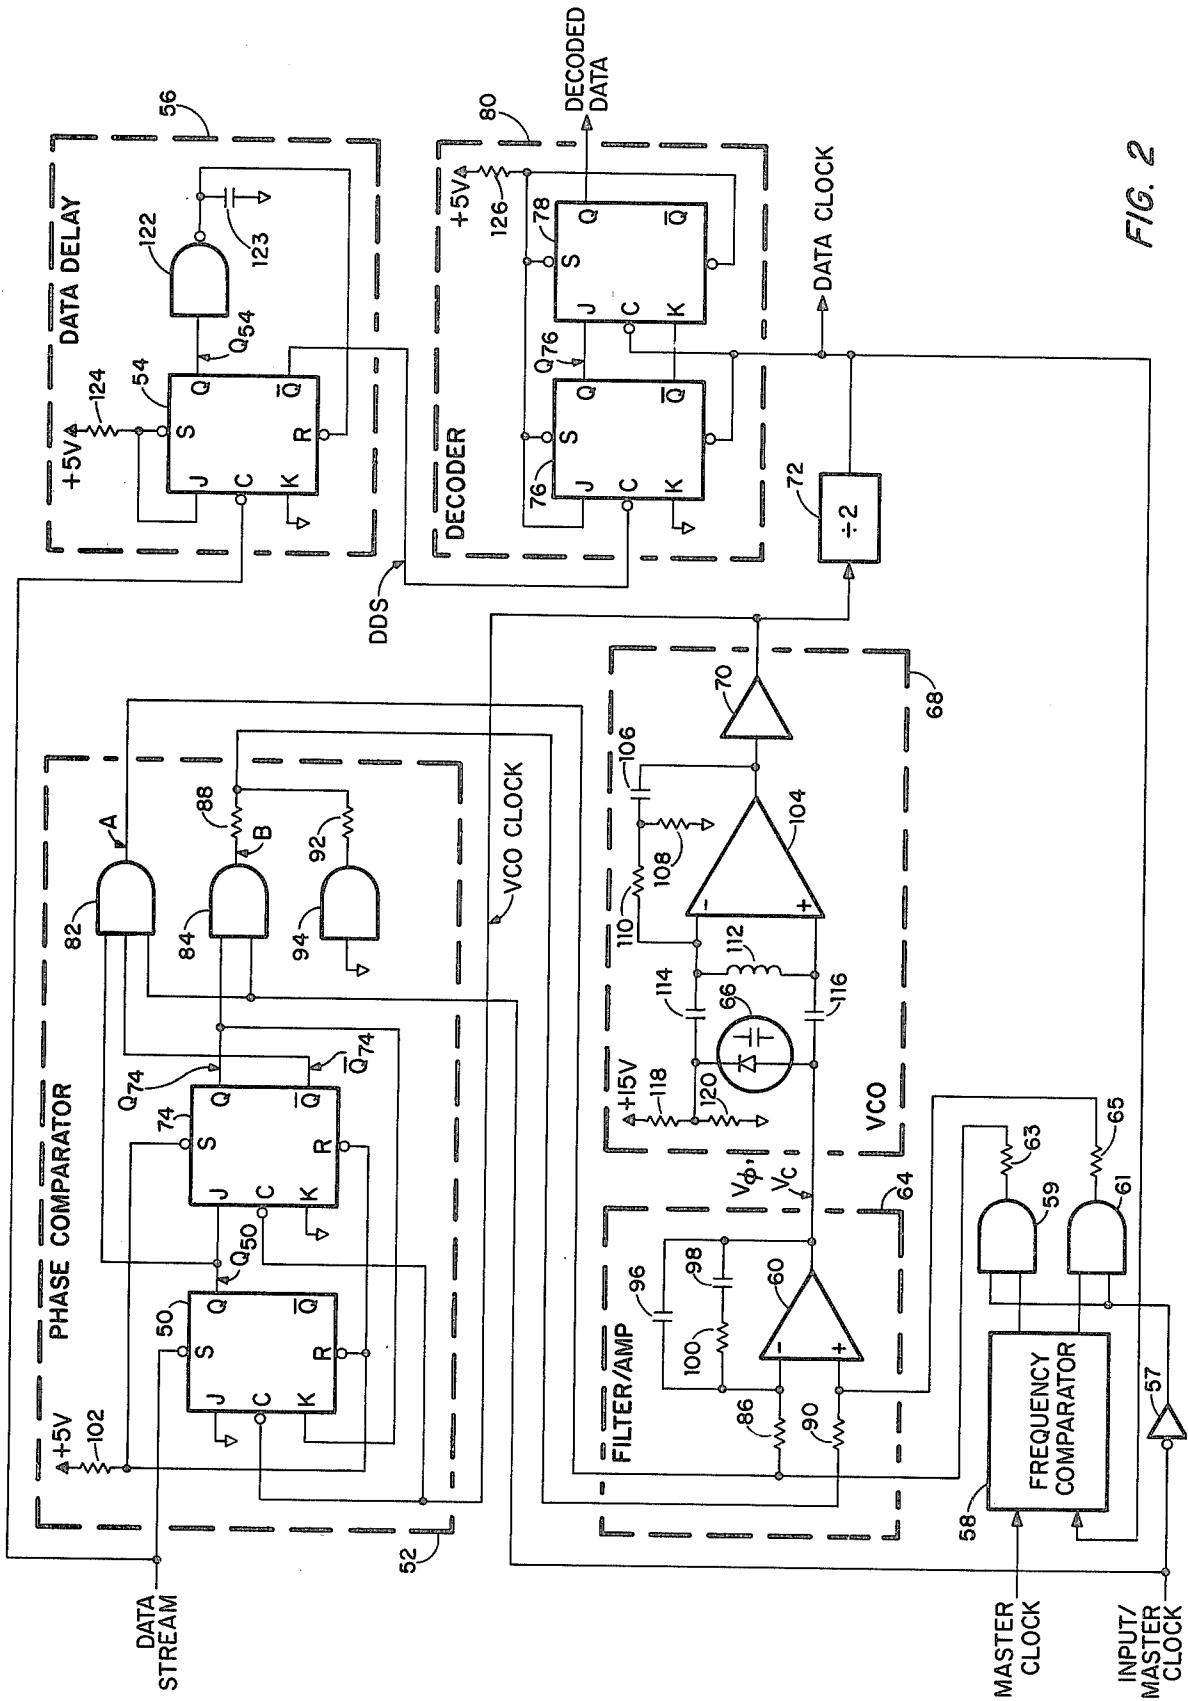 PHASE COMPARATOR
+5V
102
50
S
J
Q
C
K
Q̅
R
Q50
74
S
J
Q
C
K
Q̅
R
Q74
Q̅74
82
A
84
88
B
92
94
52
DATA
STREAM
VCO CLOCK
DATA DELAY
56
+5V
124
54
S
J
Q
C
K
Q̅
R
Q54
122
123
DDS
DECODER
80
+5V
126
76
S
J
Q
C
K
Q̅
Q76
78
S
J
Q
C
K
Q̅
DECODED
DATA
DATA CLOCK
72
÷2
FILTER/AMP
96
98
100
86
90
60
-
+
64
Vϕ,
VC
VCO
+15V
118
120
114
66
116
112
110
108
106
-
+
104
70
68
FREQUENCY
COMPARATOR
58
59
61
63
65
57
MASTER
CLOCK
INPUT/
MASTER
CLOCK
FIG. 2